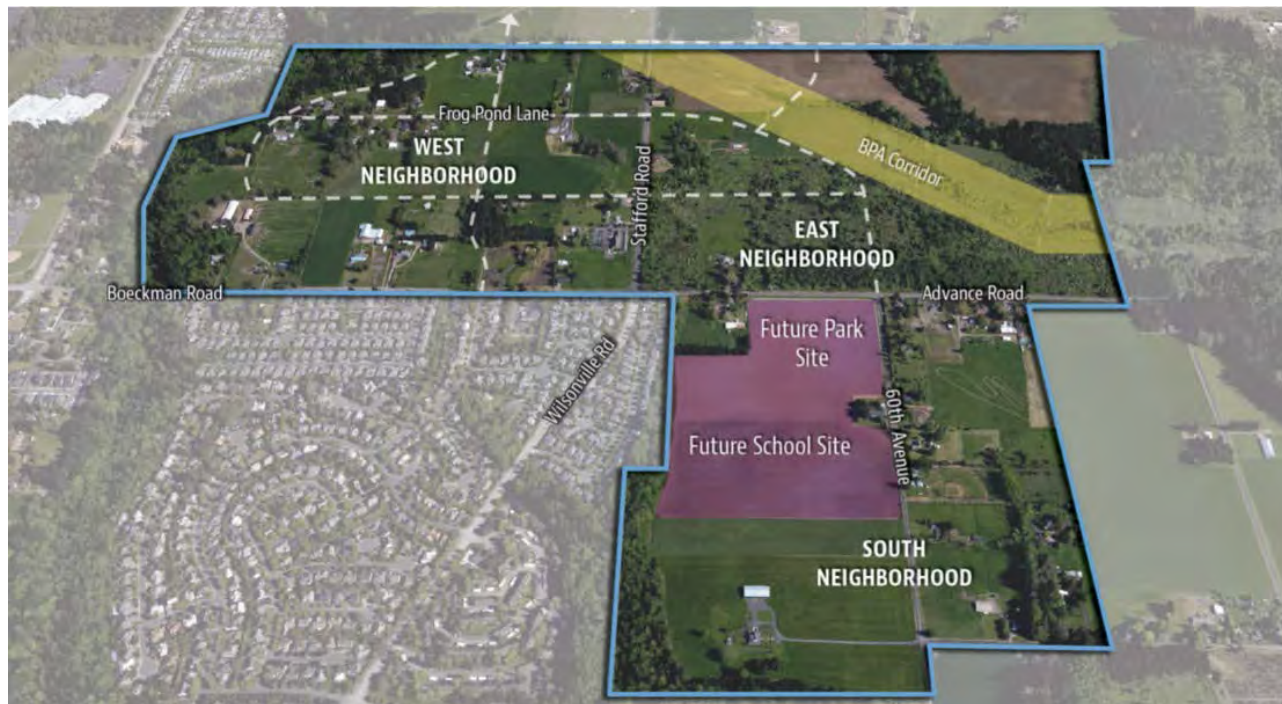 Frog Pond Lane
WEST
NEIGHBORHOOD
Stafford Road
BPA Corridor
EAST
NEIGHBORHOOD
Boeckman Road
Advance Road
Future Park
Site
Wilsonville Rd
60th Avenue
Future School Site
SOUTH
NEIGHBORHOOD